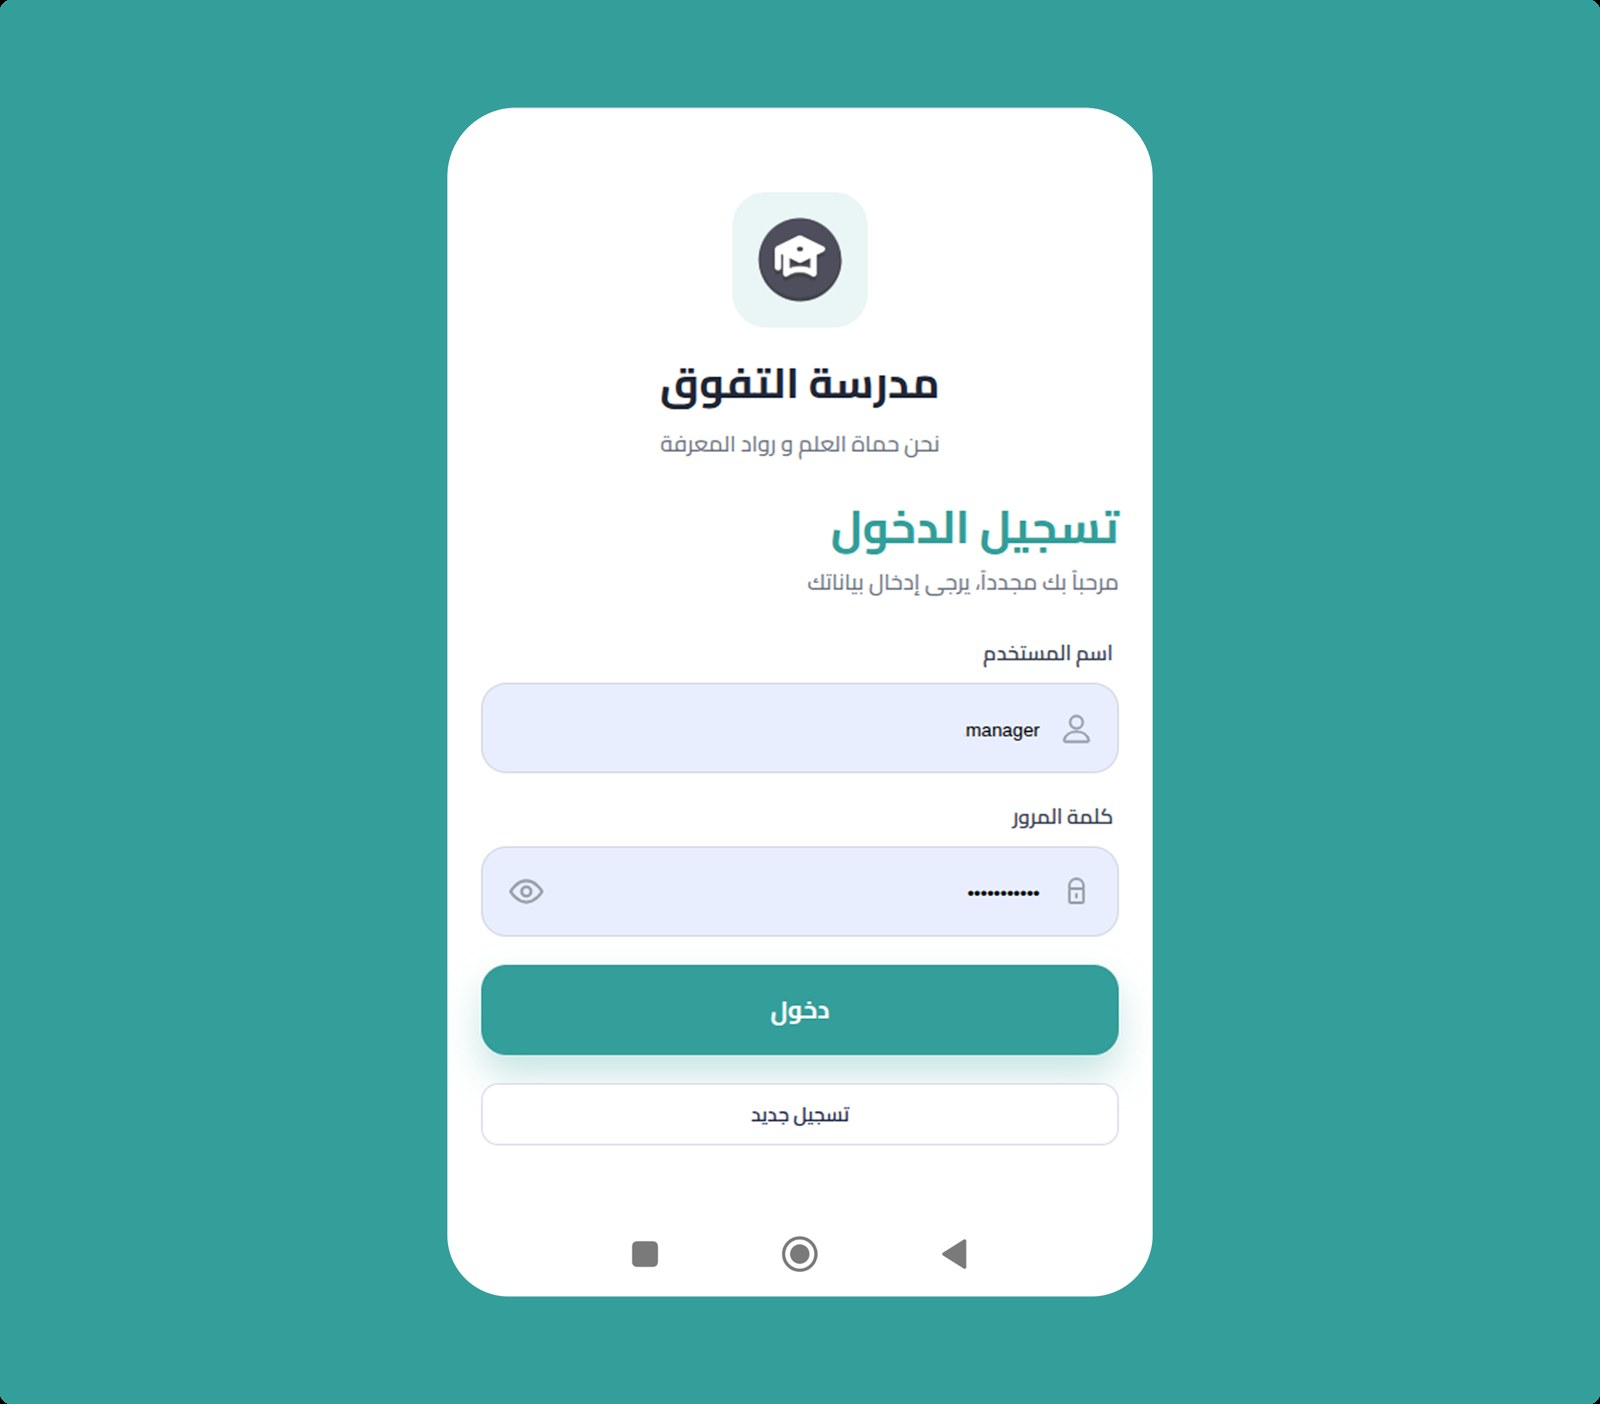 مدرسة التفوق
نحن حماة العلم و رواد المعرفة
تسجيل الدخول
مرحباً بك مجدداً، يرجى إدخال بياناتك
اسم المستخدم
manager
كلمة المرور
•••••••••••
دخول
تسجيل جديد